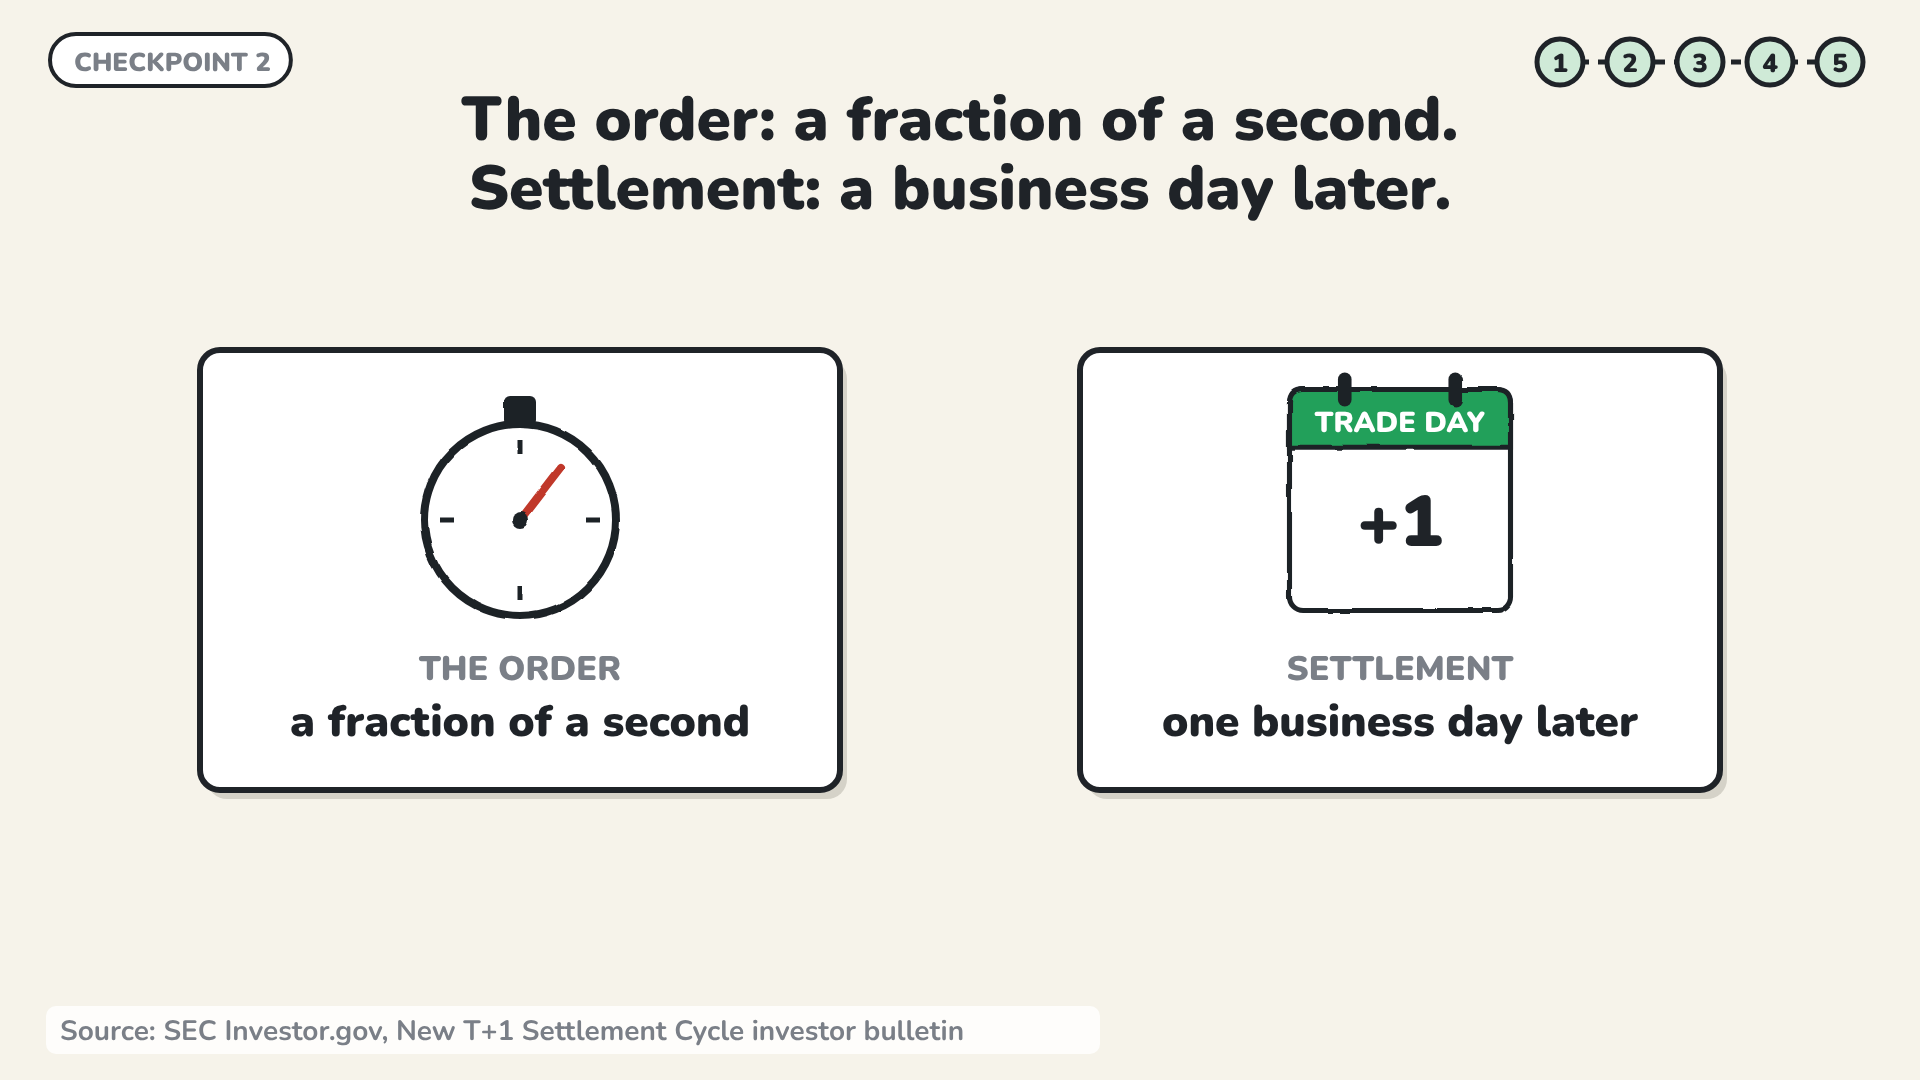 CHECKPOINT 2
1 2 3 4 5
The order: a fraction of a second.
Settlement: a business day later.
TRADE DAY
+1
THE ORDER
a fraction of a second
SETTLEMENT
one business day later
Source: SEC Investor.gov, New T+1 Settlement Cycle investor bulletin